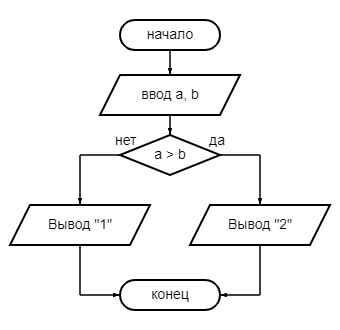 начало
ввод a, b
нет
да
a > b
Вывод "1"
Вывод "2"
конец